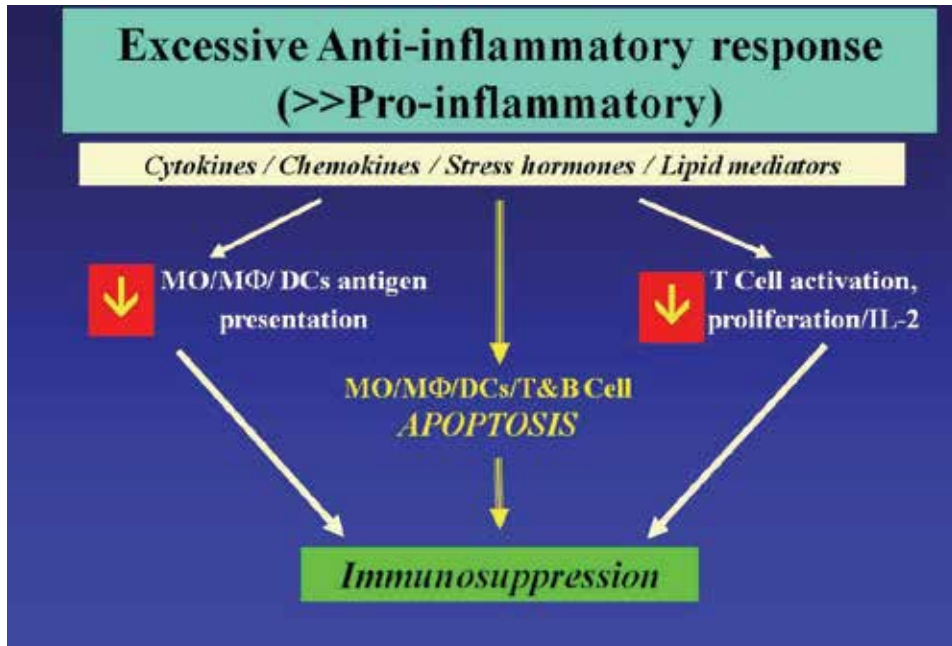 Excessive Anti-inflammatory response
(>>Pro-inflammatory)
Cytokines / Chemokines / Stress hormones / Lipid mediators
MO/MΦ/ DCs antigen
presentation
T Cell activation,
proliferation/IL-2
MO/MΦ/DCs/T&B Cell
APOPTOSIS
Immunosuppression